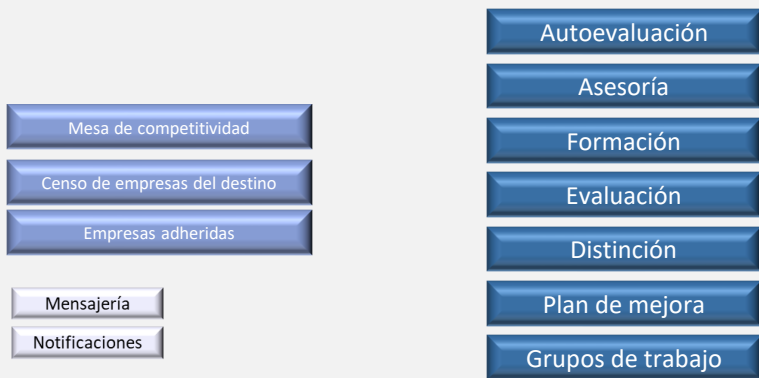 Mesa de competitividad
Censo de empresas del destino
Empresas adheridas
Mensajería
Notificaciones
Autoevaluación
Asesoría
Formación
Evaluación
Distinción
Plan de mejora
Grupos de trabajo